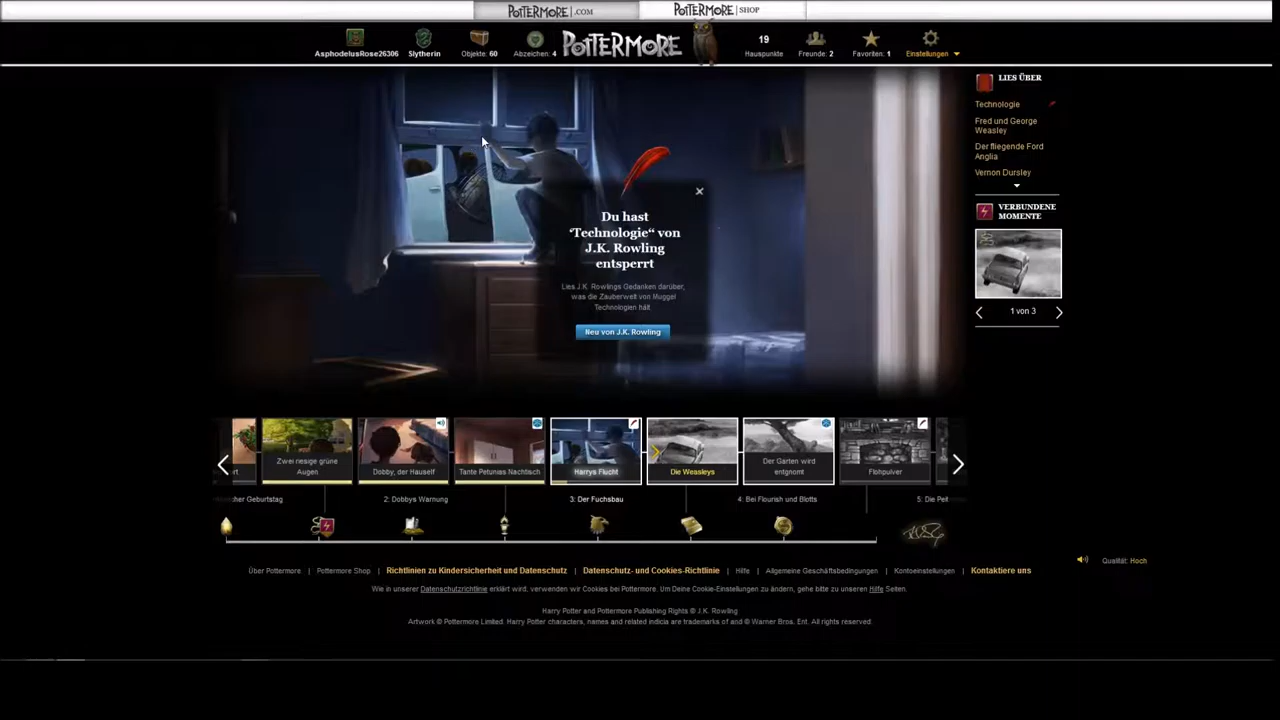 POTTERMORE|.COM
POTTERMORE|SHOP
AsphodelusRose26306
Slytherin
Objekte: 60
Abzeichen: 4
POTTERMORE
19
Hauspunkte
Freunde: 2
Favoriten: 1
Einstellungen
LIES ÜBER
Technologie
Fred und George
Weasley
Der fliegende Ford
Anglia
Vernon Dursley
VERBUNDENE
MOMENTE
1 von 3
Du hast
‘Technologie“ von
J.K. Rowling
entsperrt
Lies J.K. Rowlings Gedanken darüber,
was die Zauberwelt von Muggel
Technologien hält.
Neu von J.K. Rowling
Zwei riesige grüne
Augen
Dobby, der Hauself
Tante Petunias Nachtisch
Harrys Flucht
Die Weasleys
Der Garten wird
entgnomt
Flohpulver
Geburtstag
2: Dobbys Warnung
3: Der Fuchsbau
4: Bei Flourish und Blotts
5: Die Peit
Über Pottermore | Pottermore Shop | Richtlinien zu Kindersicherheit und Datenschutz | Datenschutz- und Cookies-Richtlinie | Hilfe | Allgemeine Geschäftsbedingungen | Kontoeinstellungen | Kontaktiere uns
Qualität: Hoch
Wie in unserer Datenschutzrichtlinie erklärt wird, verwenden wir Cookies bei Pottermore. Um Deine Cookie-Einstellungen zu ändern, gehe bitte zu unseren Hilfe Seiten.
Harry Potter and Pottermore Publishing Rights © J.K. Rowling
Artwork © Pottermore Limited. Harry Potter characters, names and related indicia are trademarks of and © Warner Bros. Ent. All rights reserved.